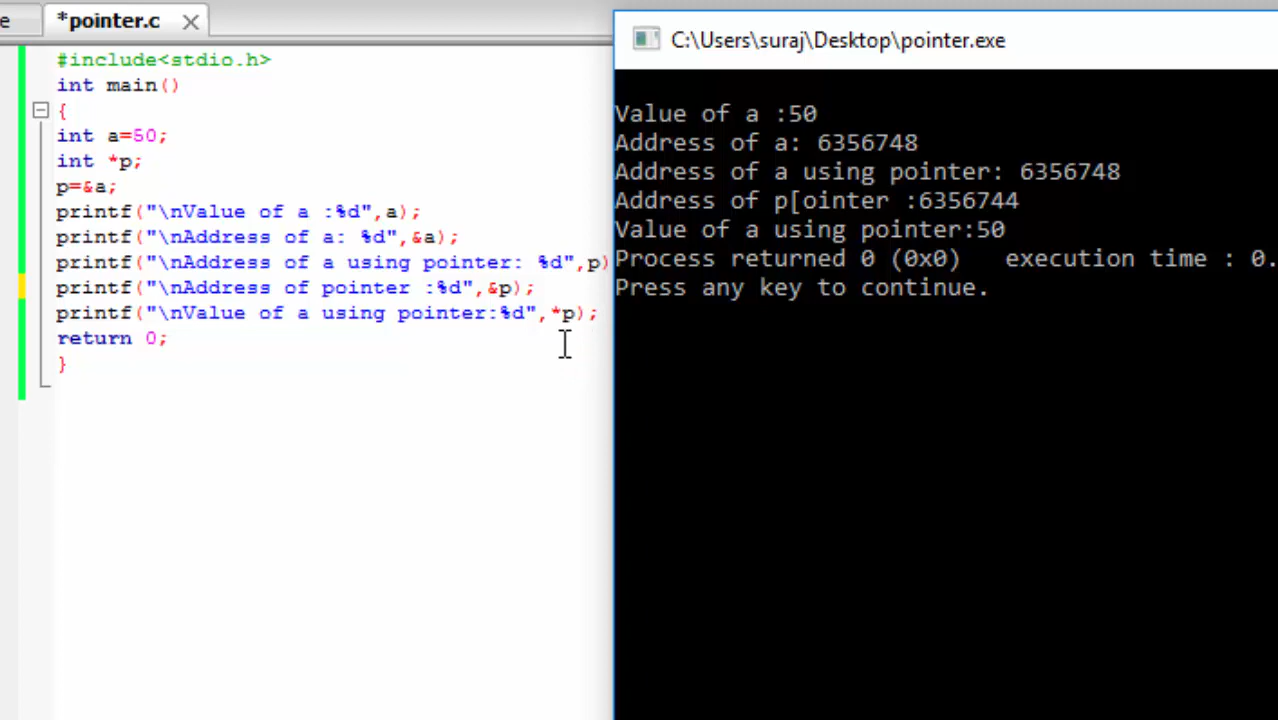 e
*pointer.c
#include<stdio.h>
int main()
{
int a=50;
int *p;
p=&a;
printf("\nValue of a :%d",a);
printf("\nAddress of a: %d",&a);
printf("\nAddress of a using pointer: %d",p)
printf("\nAddress of pointer :%d",&p);
printf("\nValue of a using pointer:%d",*p);
return 0;
}
C:\Users\suraj\Desktop\pointer.exe
Value of a :50
Address of a: 6356748
Address of a using pointer: 6356748
Address of p[ointer :6356744
Value of a using pointer:50
Process returned 0 (0x0)   execution time : 0.
Press any key to continue.